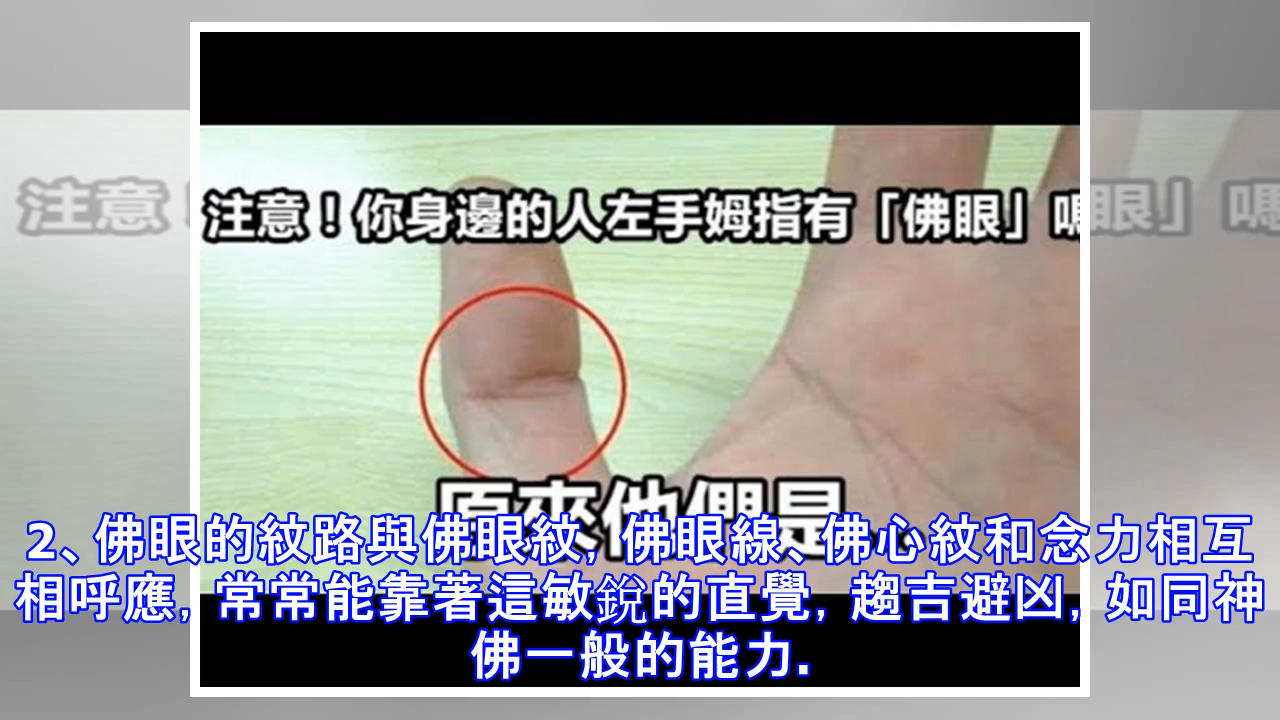 注意！你身邊的人左手姆指有「佛眼」嗎
原來他們是
2、佛眼的紋路與佛眼紋, 佛眼線、佛心紋和念力相互
相呼應, 常常能靠著這敏銳的直覺, 趨吉避凶, 如同神
佛一般的能力.